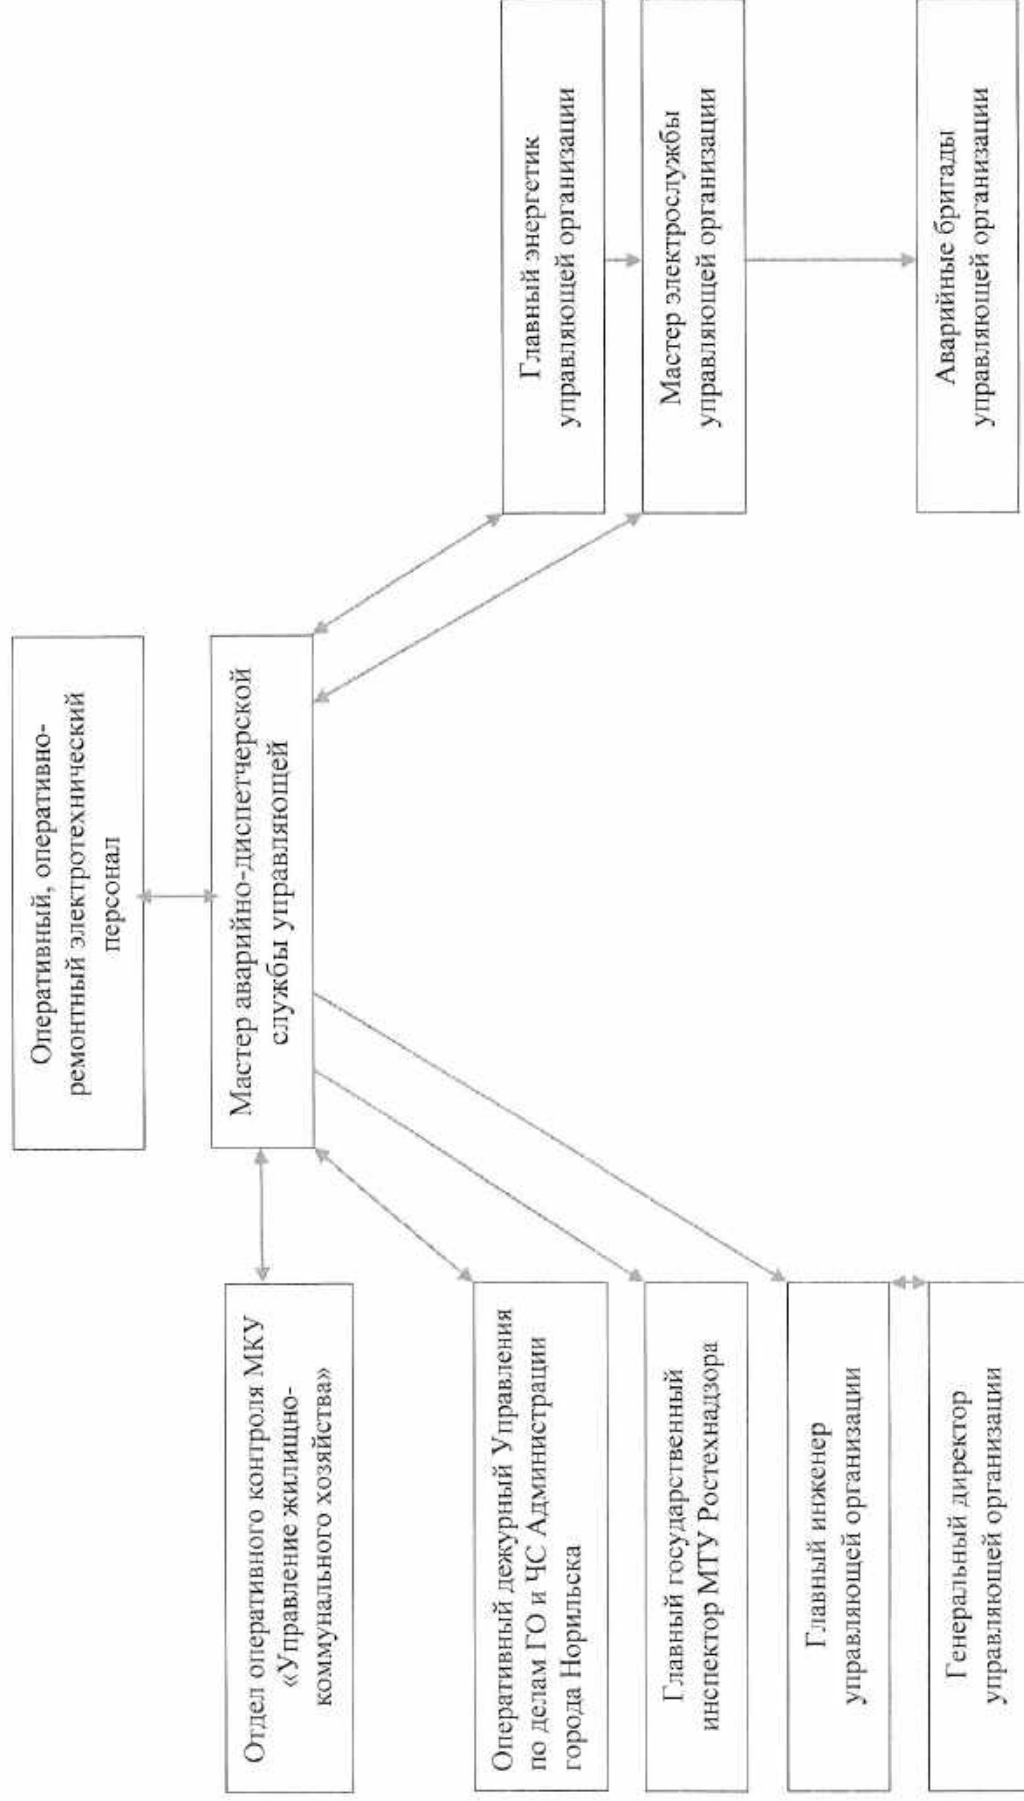 Оперативный, оперативно-
ремонтный электротехнический
персонал
Мастер аварийно-диспетчерской
службы управляющей
Отдел оперативного контроля МКУ
«Управление жилищно-
коммунального хозяйства»
Оперативный дежурный Управления
по делам ГО и ЧС Администрации
города Норильска
Главный государственный
инспектор МТУ Ростехнадзора
Главный инженер
управляющей организации
Генеральный директор
управляющей организации
Главный энергетик
управляющей организации
Мастер электрослужбы
управляющей организации
Аварийные бригады
управляющей организации